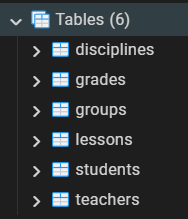 Tables (6)
disciplines
grades
groups
lessons
students
teachers